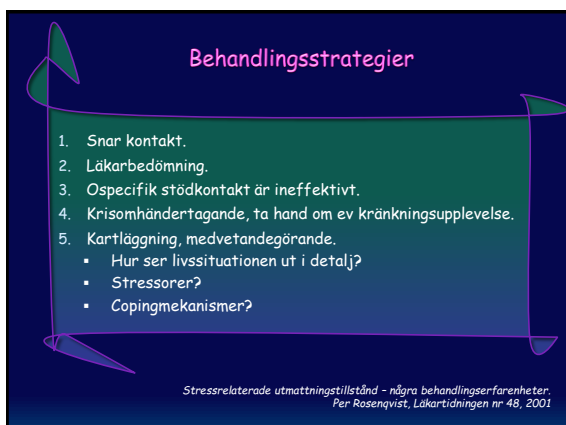 Behandlingsstrategier
1. Snar kontakt.
2. Läkarbedömning.
3. Ospecifik stödkontakt är ineffektivt.
4. Krisomhändertagande, ta hand om ev kränkningsupplevelse.
5. Kartläggning, medvetandegörande.
▪ Hur ser livssituationen ut i detalj?
▪ Stressorer?
▪ Copingmekanismer?
Stressrelaterade utmattningstillstånd – några behandlingserfarenheter.
Per Rosenqvist, Läkartidningen nr 48, 2001